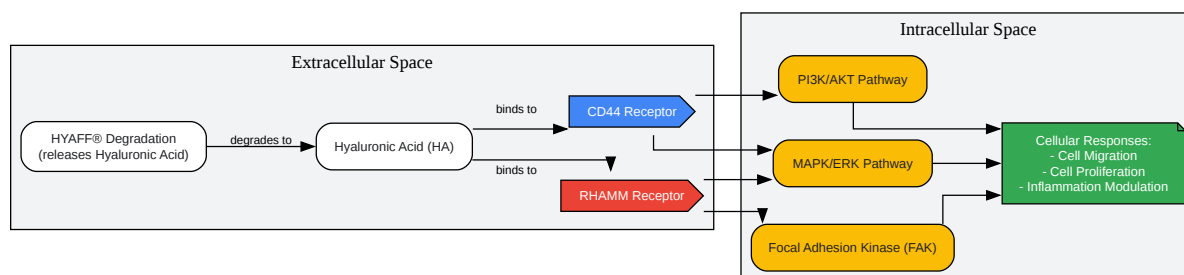 Extracellular Space
Intracellular Space
HYAFF® Degradation
(releases Hyaluronic Acid)
degrades to
Hyaluronic Acid (HA)
binds to
binds to
CD44 Receptor
RHAMM Receptor
PI3K/AKT Pathway
MAPK/ERK Pathway
Focal Adhesion Kinase (FAK)
Cellular Responses:
- Cell Migration
- Cell Proliferation
- Inflammation Modulation